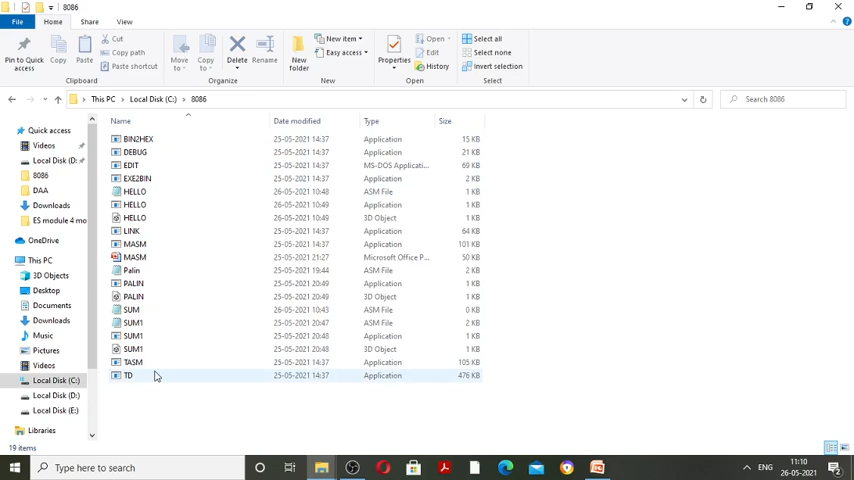 8086
File Home Share View
Pin to Quick access
Copy
Paste
Cut
Copy path
Paste shortcut
Clipboard
Move to
Copy to
Delete
Rename
Organize
New folder
New item
Easy access
New
Properties
Open
Edit
History
Open
Select all
Select none
Invert selection
Select
This PC > Local Disk (C:) > 8086
Search 8086
Quick access
Videos
Local Disk (D:
8086
DAA
Downloads
ES module 4 mo
OneDrive
This PC
3D Objects
Desktop
Documents
Downloads
Music
Pictures
Videos
Local Disk (C:)
Local Disk (D:)
Local Disk (E:)
Libraries
Name Date modified Type Size
BIN2HEX 25-05-2021 14:37 Application 15 KB
DEBUG 25-05-2021 14:37 Application 21 KB
EDIT 25-05-2021 14:37 MS-DOS Applicati... 69 KB
EXE2BIN 25-05-2021 14:37 Application 2 KB
HELLO 26-05-2021 10:48 ASM File 1 KB
HELLO 26-05-2021 10:49 Application 1 KB
HELLO 26-05-2021 10:49 3D Object 1 KB
LINK 25-05-2021 14:37 Application 64 KB
MASM 25-05-2021 14:37 Application 101 KB
MASM 25-05-2021 21:27 Microsoft Office P... 50 KB
Palin 25-05-2021 19:44 ASM File 2 KB
PALIN 25-05-2021 20:49 Application 1 KB
PALIN 25-05-2021 20:49 3D Object 1 KB
SUM 26-05-2021 10:43 ASM File 0 KB
SUM1 25-05-2021 20:47 ASM File 2 KB
SUM1 25-05-2021 20:48 Application 1 KB
SUM1 25-05-2021 20:48 3D Object 1 KB
TASM 25-05-2021 14:37 Application 105 KB
TD 25-05-2021 14:37 Application 476 KB
19 items
Type here to search
ENG
11:10
26-05-2021
2